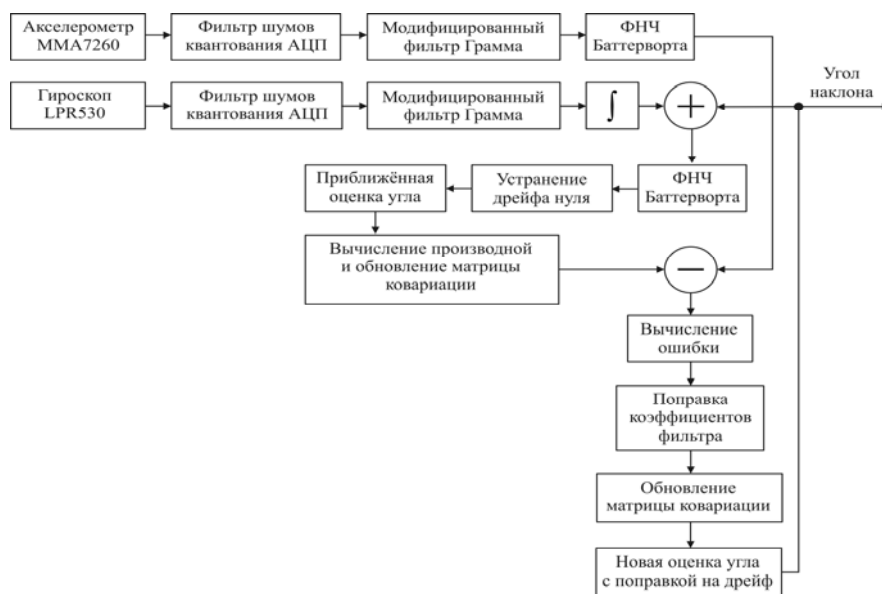 Акселерометр
MMA7260
Фильтр шумов
квантования АЦП
Модифицированный
фильтр Грамма
ФНЧ
Баттерворта
Гироскоп
LPR530
Фильтр шумов
квантования АЦП
Модифицированный
фильтр Грамма
∫
+
Угол
наклона
Приближённая
оценка угла
Устранение
дрейфа нуля
ФНЧ
Баттерворта
Вычисление производной
и обновление матрицы
ковариации
−
Вычисление
ошибки
Поправка
коэффициентов
фильтра
Обновление
матрицы ковариации
Новая оценка угла
с поправкой на дрейф